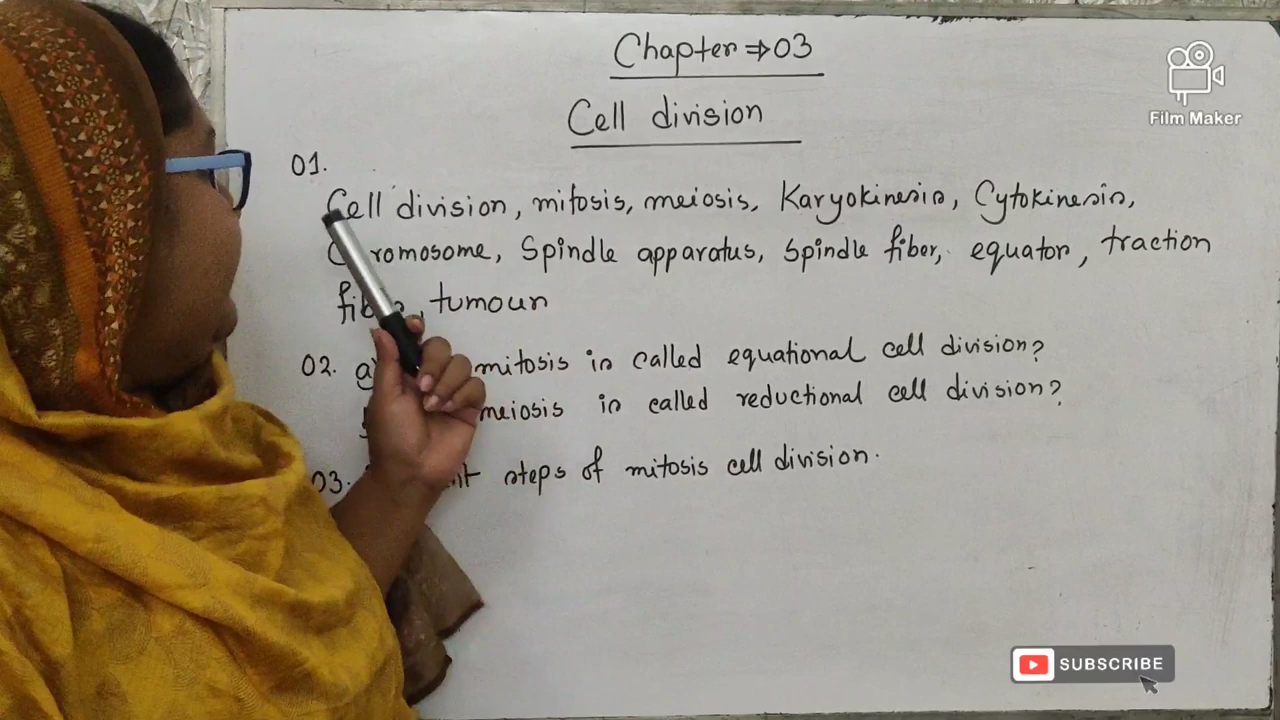 Chapter ⇒ 03
Cell division
01.
Cell division, mitosis, meiosis, Karyokinesis, Cytokinesis,
romosome, Spindle apparatus, Spindle fiber, equator, traction
, tumour
02. a) mitosis is called equational cell division?
meiosis is called reductional cell division?
03. steps of mitosis cell division.
Film Maker
SUBSCRIBE